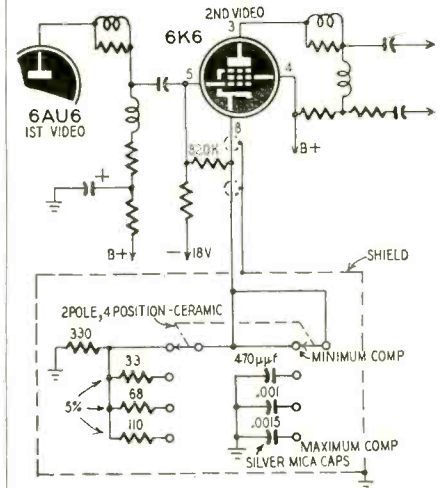 2ND VIDEO
3
6K6
6AU6
1ST VIDEO
5
4
8
820K
+
B+
B+
−18V
SHIELD
2POLE, 4 POSITION-CERAMIC
330
33
68
110
5%
470μμf
.001
.0015
MINIMUM COMP
MAXIMUM COMP
SILVER MICA CAPS